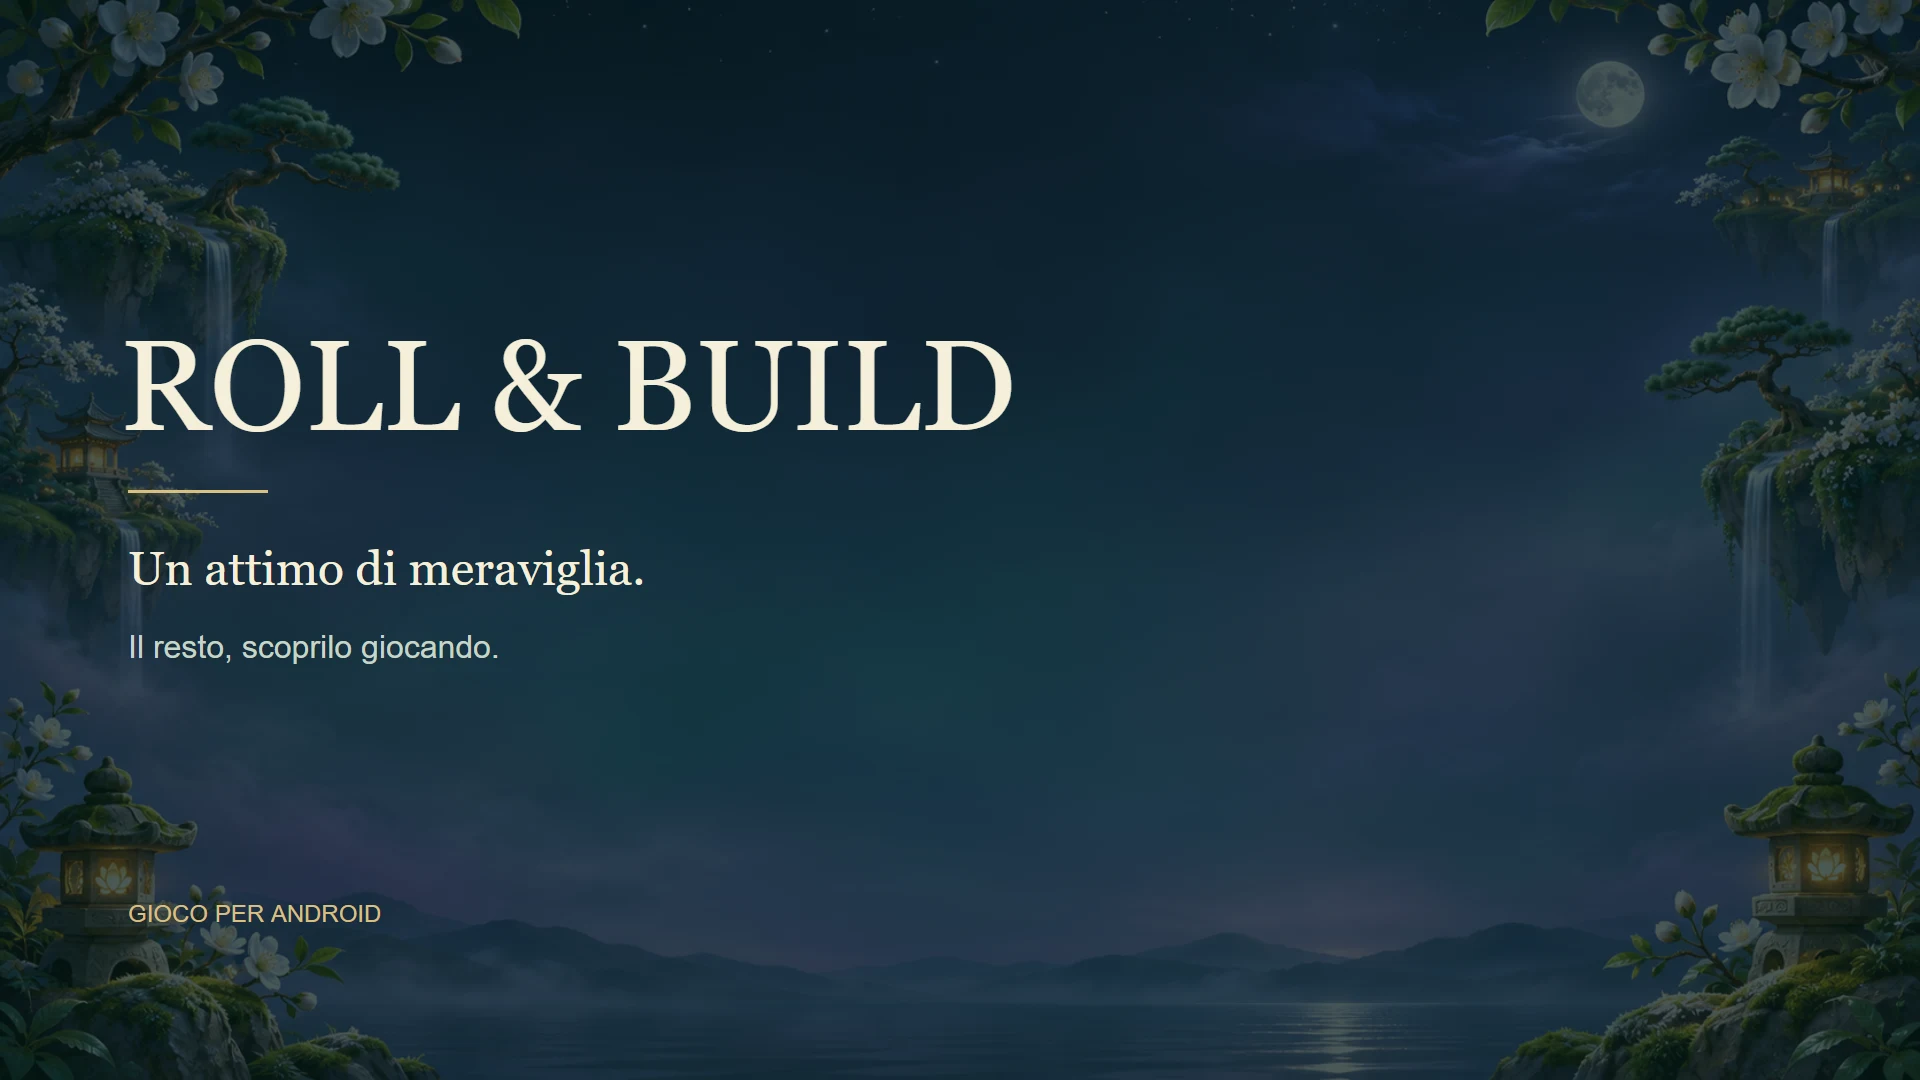 ROLL & BUILD
Un attimo di meraviglia.
Il resto, scoprilo giocando.
GIOCO PER ANDROID